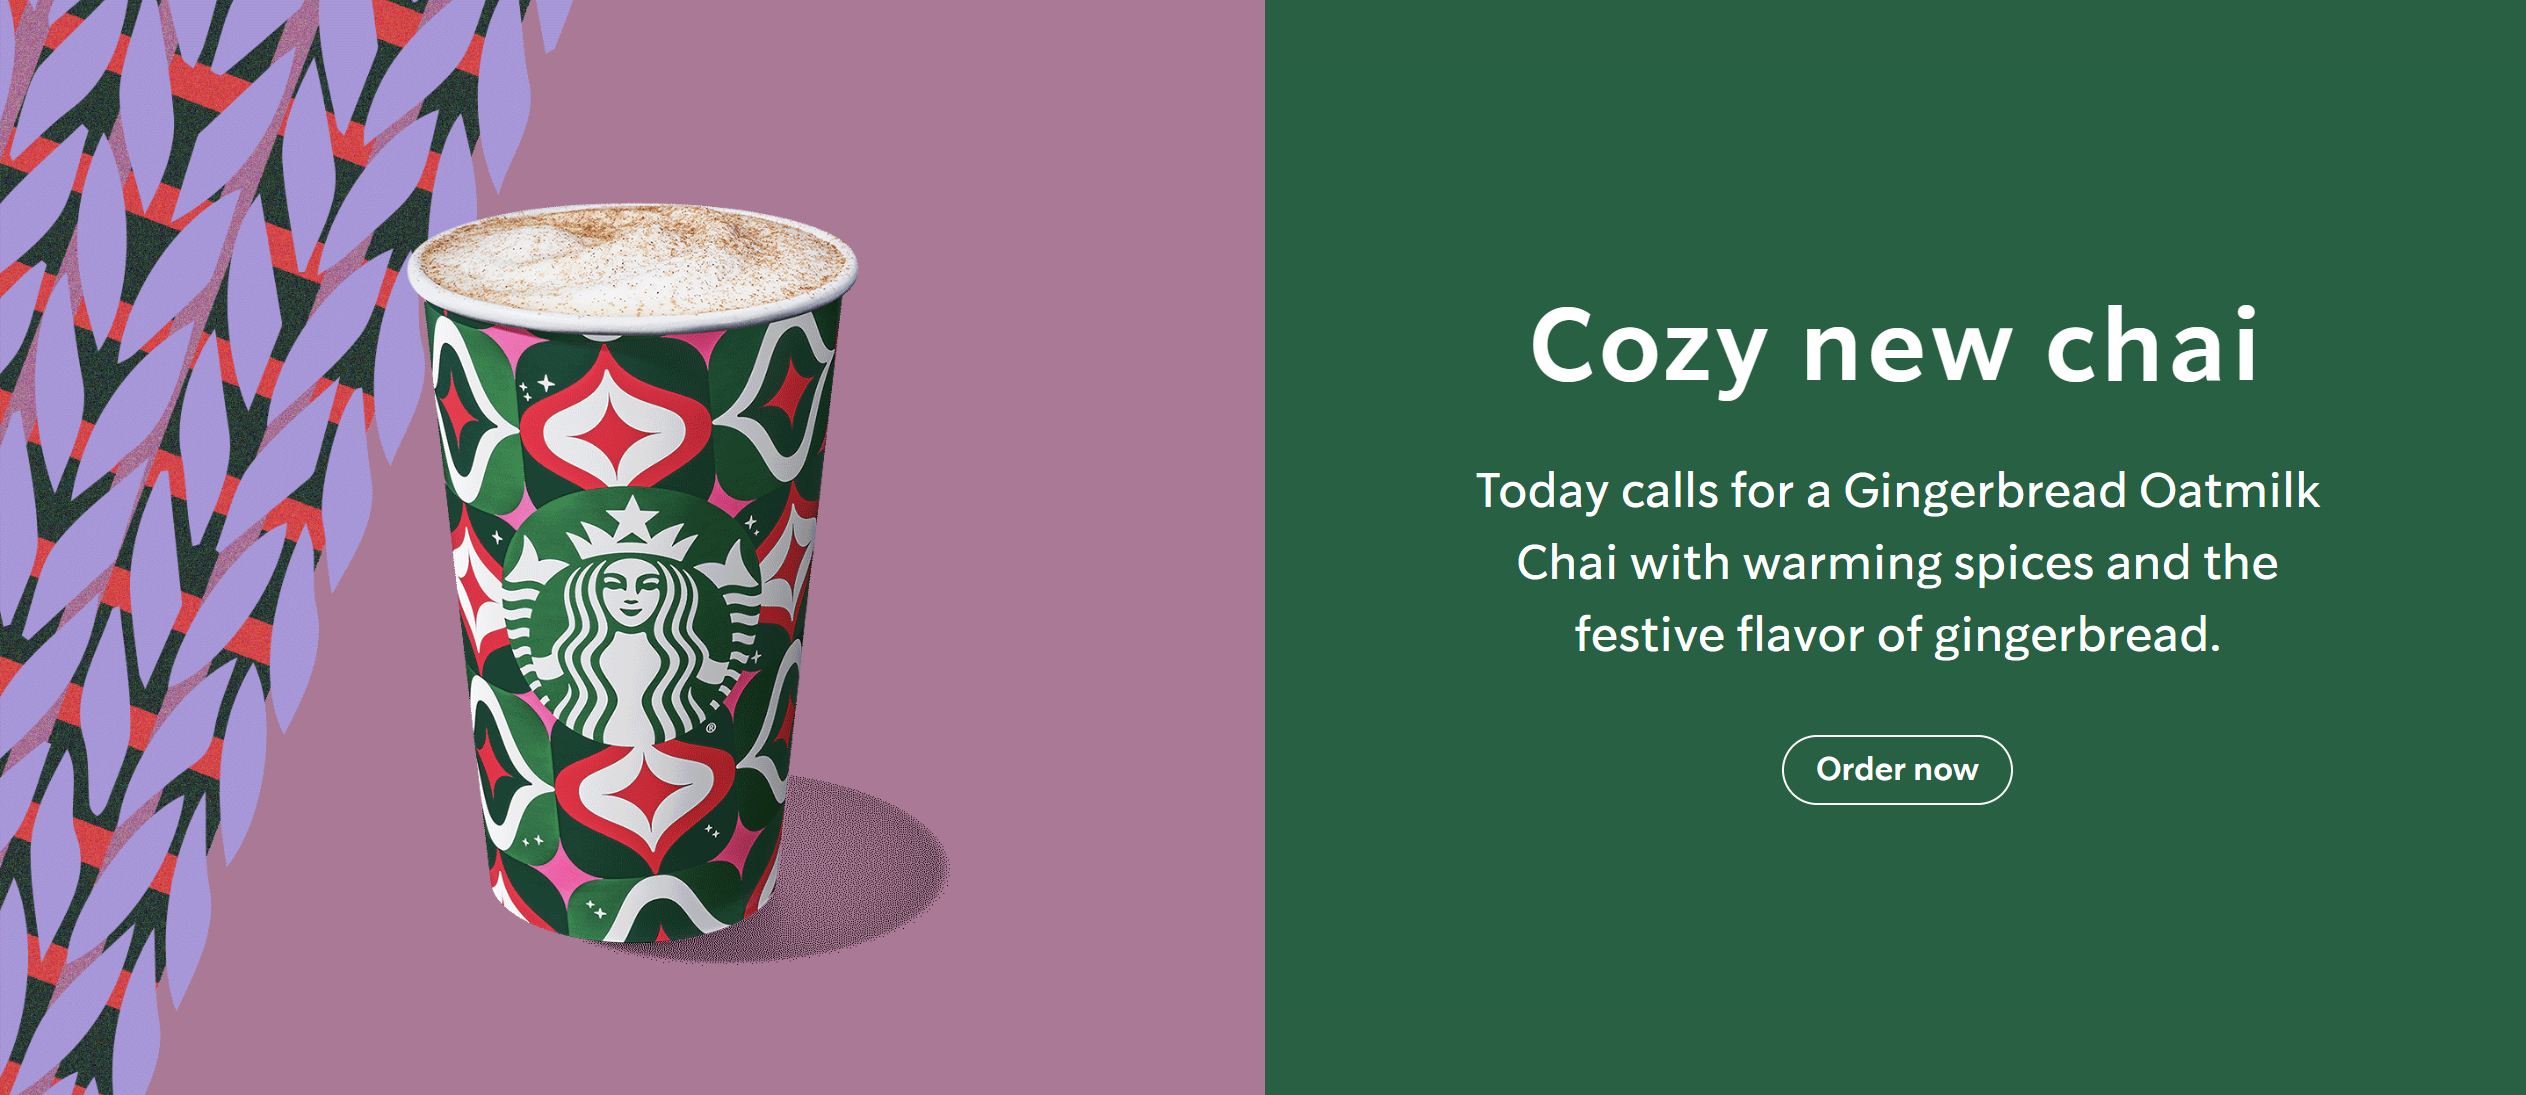 Cozy new chai
Today calls for a Gingerbread Oatmilk
Chai with warming spices and the
festive flavor of gingerbread.
Order now
®